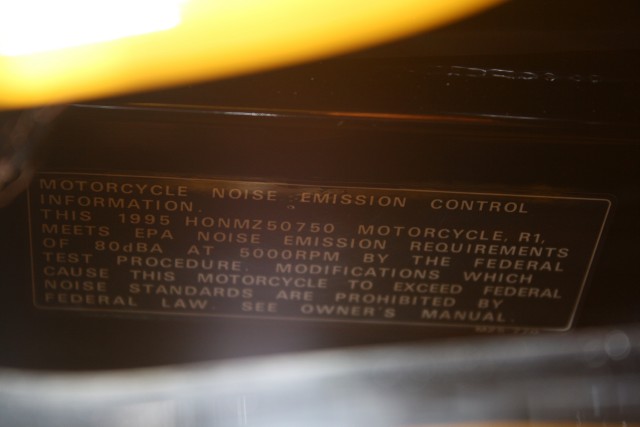 MOTORCYCLE NOISE EMISSION CONTROL
INFORMATION.
THIS 1995 HONMZ50750 MOTORCYCLE, R1,
MEETS EPA NOISE EMISSION REQUIREMENTS
OF 80dBA AT 5000RPM BY THE FEDERAL
TEST PROCEDURE. MODIFICATIONS WHICH
CAUSE THIS MOTORCYCLE TO EXCEED FEDERAL
NOISE STANDARDS ARE PROHIBITED BY
FEDERAL LAW. SEE OWNER'S MANUAL.